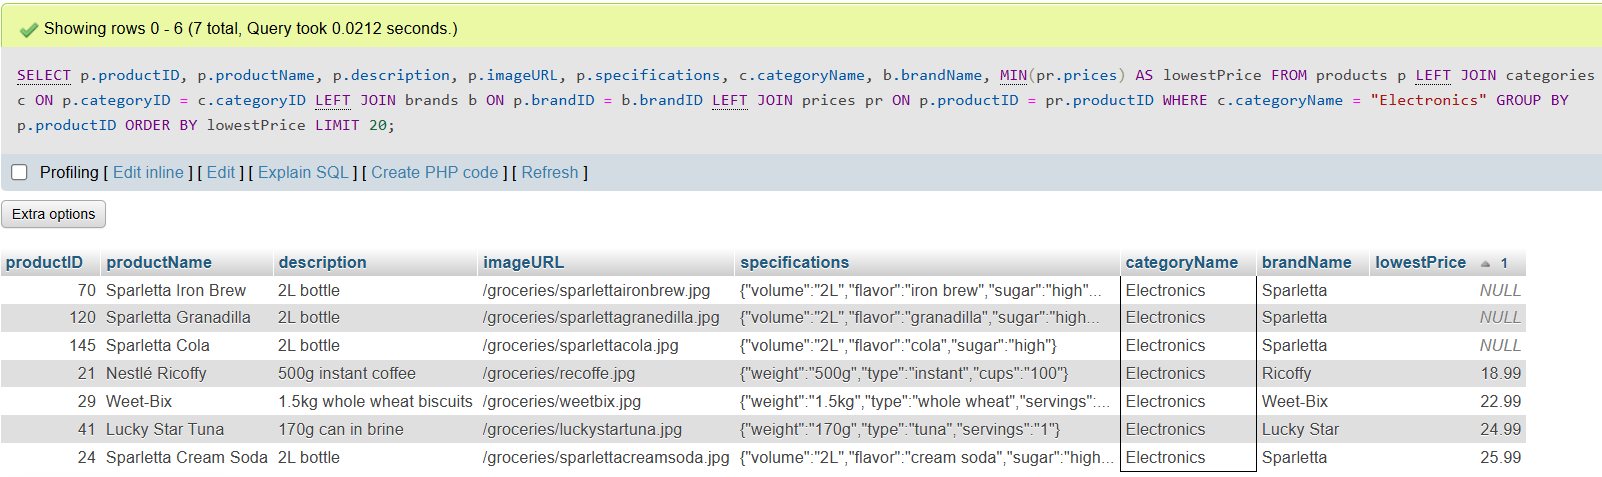 Showing rows 0 - 6 (7 total, Query took 0.0212 seconds.)
SELECT p.productID, p.productName, p.description, p.imageURL, p.specifications, c.categoryName, b.brandName, MIN(pr.prices) AS lowestPrice FROM products p LEFT JOIN categories
c ON p.categoryID = c.categoryID LEFT JOIN brands b ON p.brandID = b.brandID LEFT JOIN prices pr ON p.productID = pr.productID WHERE c.categoryName = "Electronics" GROUP BY
p.productID ORDER BY lowestPrice LIMIT 20;
Profiling [ Edit inline ] [ Edit ] [ Explain SQL ] [ Create PHP code ] [ Refresh ]
Extra options
productID productName description imageURL specifications categoryName brandName lowestPrice 1
70 Sparletta Iron Brew 2L bottle /groceries/sparlettaironbrew.jpg {"volume":"2L","flavor":"iron brew","sugar":"high"... Electronics Sparletta NULL
120 Sparletta Granadilla 2L bottle /groceries/sparlettagranedilla.jpg {"volume":"2L","flavor":"granadilla","sugar":"high... Electronics Sparletta NULL
145 Sparletta Cola 2L bottle /groceries/sparlettacola.jpg {"volume":"2L","flavor":"cola","sugar":"high"} Electronics Sparletta NULL
21 Nestlé Ricoffy 500g instant coffee /groceries/recoffe.jpg {"weight":"500g","type":"instant","cups":"100"} Electronics Ricoffy 18.99
29 Weet-Bix 1.5kg whole wheat biscuits /groceries/weetbix.jpg {"weight":"1.5kg","type":"whole wheat","servings":... Electronics Weet-Bix 22.99
41 Lucky Star Tuna 170g can in brine /groceries/luckystartuna.jpg {"weight":"170g","type":"tuna","servings":"1"} Electronics Lucky Star 24.99
24 Sparletta Cream Soda 2L bottle /groceries/sparlettacreamsoda.jpg {"volume":"2L","flavor":"cream soda","sugar":"high... Electronics Sparletta 25.99